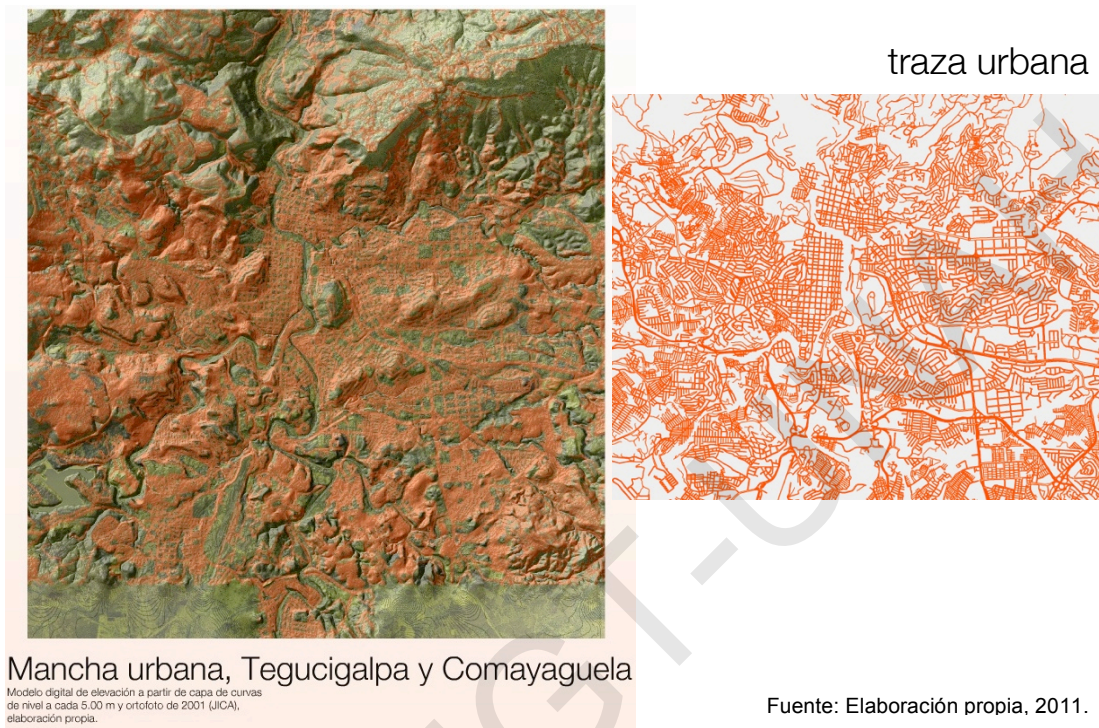 traza urbana
Mancha urbana, Tegucigalpa y Comayaguela
Modelo digital de elevación a partir de capa de curvas
de nivel a cada 5.00 m y ortofoto de 2001 (JICA),
elaboración propia.
Fuente: Elaboración propia, 2011.